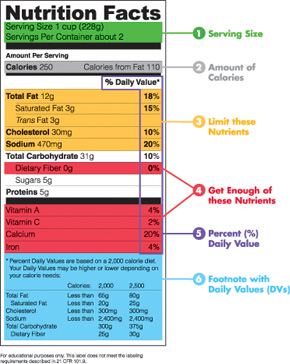 Nutrition Facts
Serving Size 1 cup (228g)
Servings Per Container about 2
Amount Per Serving
Calories 250 Calories from Fat 110
% Daily Value*
Total Fat 12g 18%
Saturated Fat 3g 15%
Trans Fat 3g
Cholesterol 30mg 10%
Sodium 470mg 20%
Total Carbohydrate 31g 10%
Dietary Fiber 0g 0%
Sugars 5g
Proteins 5g
Vitamin A 4%
Vitamin C 2%
Calcium 20%
Iron 4%
* Percent Daily Values are based on a 2,000 calorie diet.
Your Daily Values may be higher or lower depending on
your calorie needs:
Calories: 2,000 2,500
Total Fat Less than 65g 80g
Saturated Fat Less than 20g 25g
Cholesterol Less than 300mg 300mg
Sodium Less than 2,400mg 2,400mg
Total Carbohydrate 300g 375g
Dietary Fiber 25g 30g
For educational purposes only. This label does not meet the labeling
requirements described in 21 CFR 101.9.
1 Serving Size
2 Amount of
Calories
3 Limit these
Nutrients
4 Get Enough of
these Nutrients
5 Percent (%)
Daily Value
6 Footnote with
Daily Values (DVs)